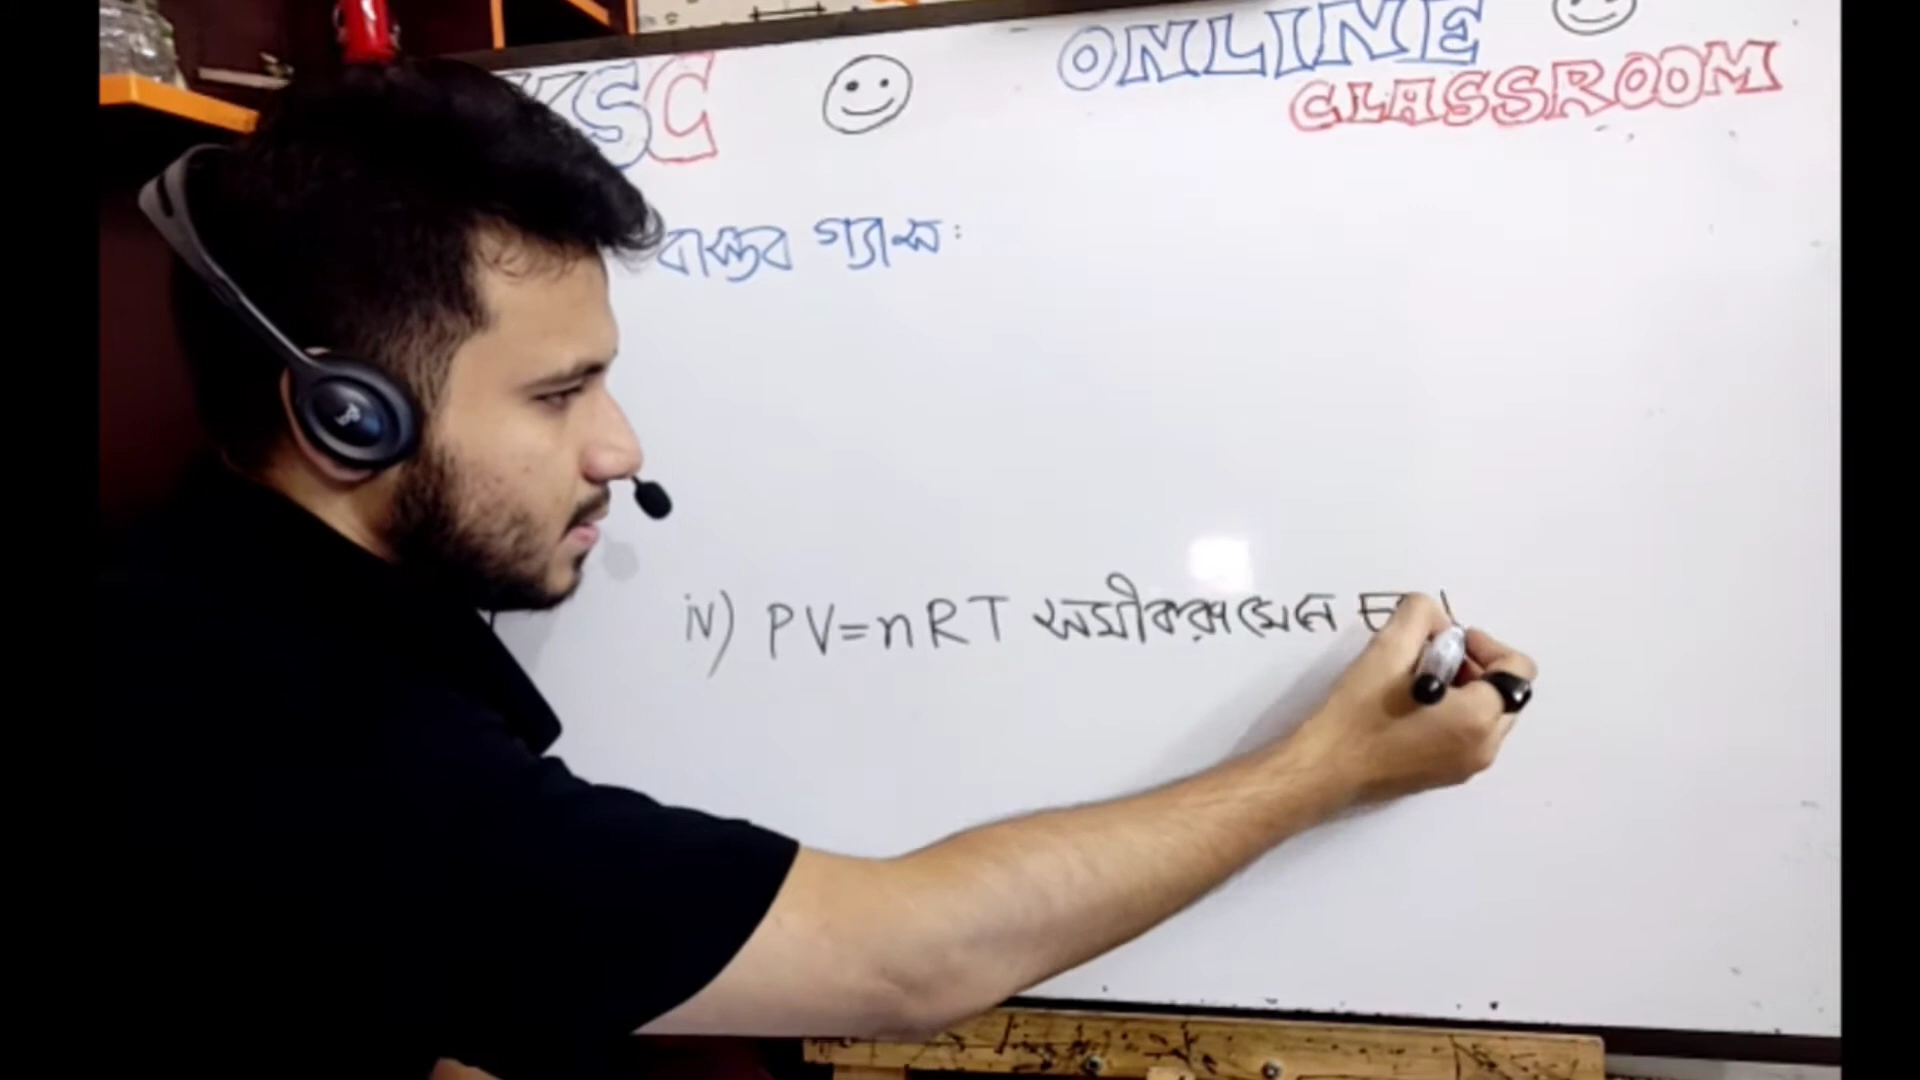 SC
ONLINE
CLASSROOM
বাস্তব গ্যাস:
iv) PV=nRT সমীকরণ মেনে